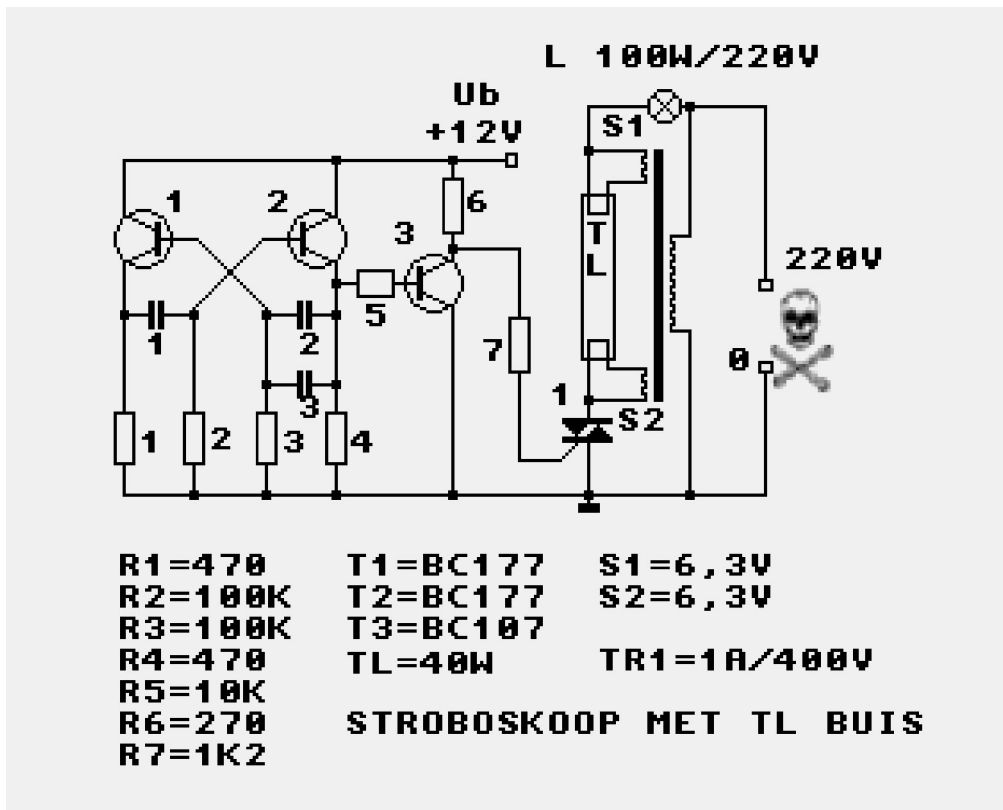 L 100W/220V
Ub
+12V
S1
1
2
6
3
TL
220V
5
1
2
7
0
3
1
S2
1
2
3
4
R1=470
R2=100K
R3=100K
R4=470
R5=10K
R6=270
R7=1K2
T1=BC177
T2=BC177
T3=BC107
TL=40W
S1=6,3V
S2=6,3V
TR1=1A/400V
STROBOSKOOP MET TL BUIS